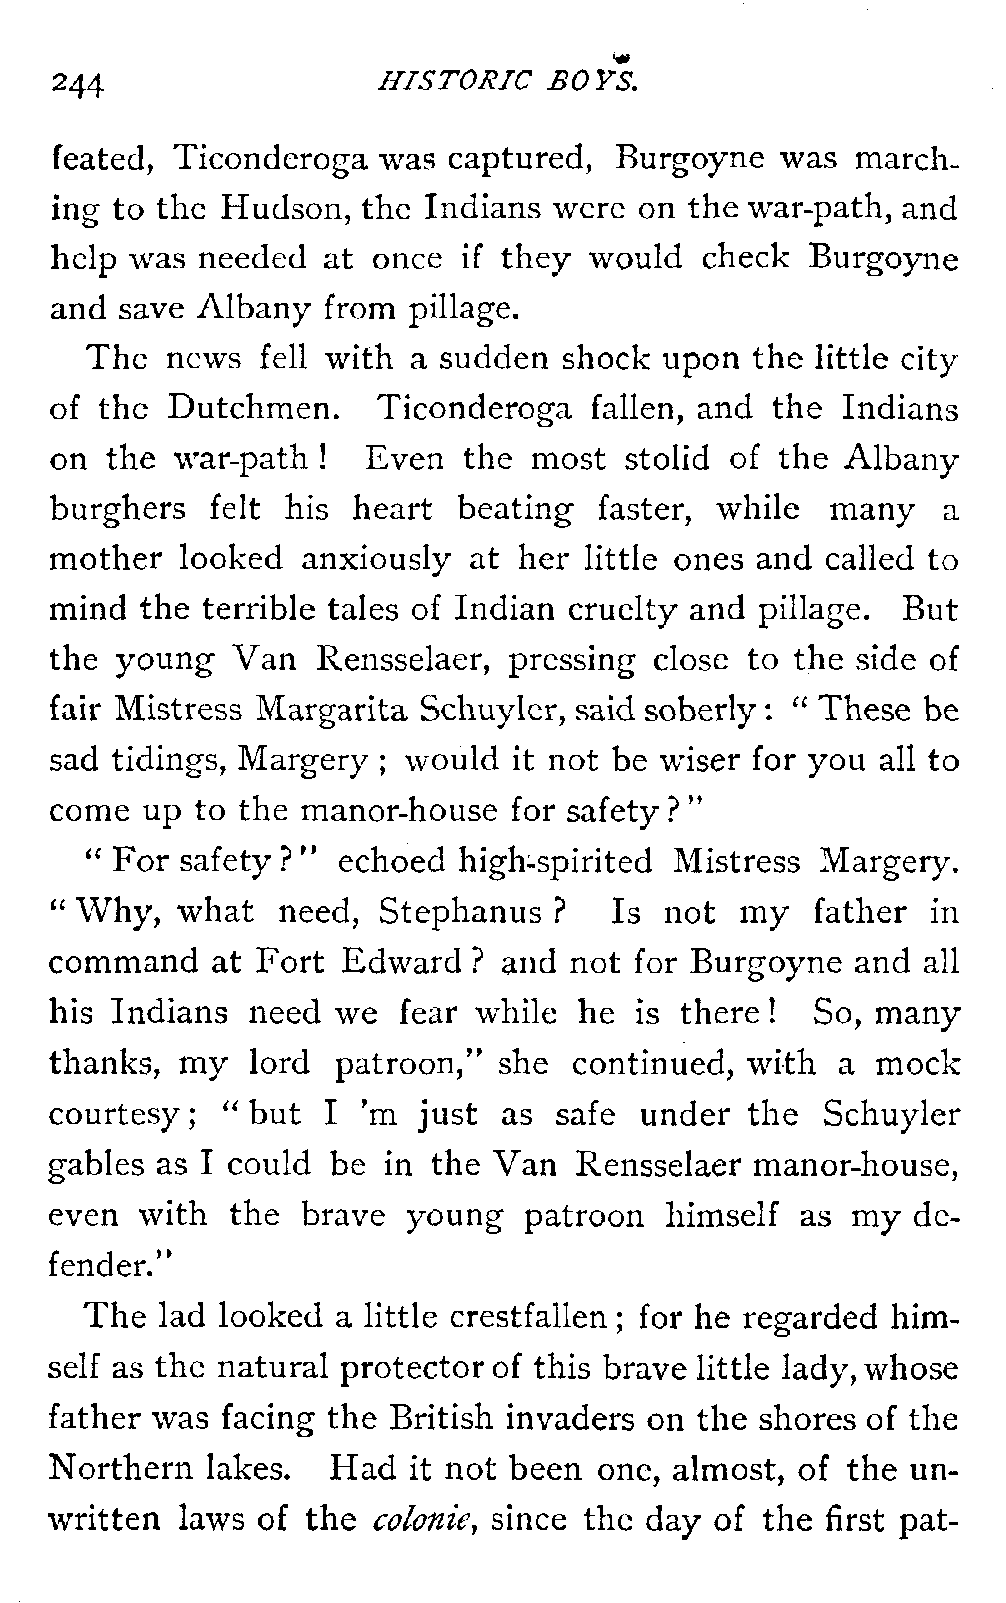 244 HISTORIC BOYS.
feated, Ticonderoga was captured, Burgoyne was march-
ing to the Hudson, the Indians were on the war-path, and
help was needed at once if they would check Burgoyne
and save Albany from pillage.
The news fell with a sudden shock upon the little city
of the Dutchmen. Ticonderoga fallen, and the Indians
on the war-path! Even the most stolid of the Albany
burghers felt his heart beating faster, while many a
mother looked anxiously at her little ones and called to
mind the terrible tales of Indian cruelty and pillage. But
the young Van Rensselaer, pressing close to the side of
fair Mistress Margarita Schuyler, said soberly: "These be
sad tidings, Margery; would it not be wiser for you all to
come up to the manor-house for safety?"
"For safety?" echoed high-spirited Mistress Margery.
"Why, what need, Stephanus? Is not my father in
command at Fort Edward? and not for Burgoyne and all
his Indians need we fear while he is there! So, many
thanks, my lord patroon," she continued, with a mock
courtesy; "but I 'm just as safe under the Schuyler
gables as I could be in the Van Rensselaer manor-house,
even with the brave young patroon himself as my de-
fender."
The lad looked a little crestfallen; for he regarded him-
self as the natural protector of this brave little lady, whose
father was facing the British invaders on the shores of the
Northern lakes. Had it not been one, almost, of the un-
written laws of the colonie, since the day of the first pat-